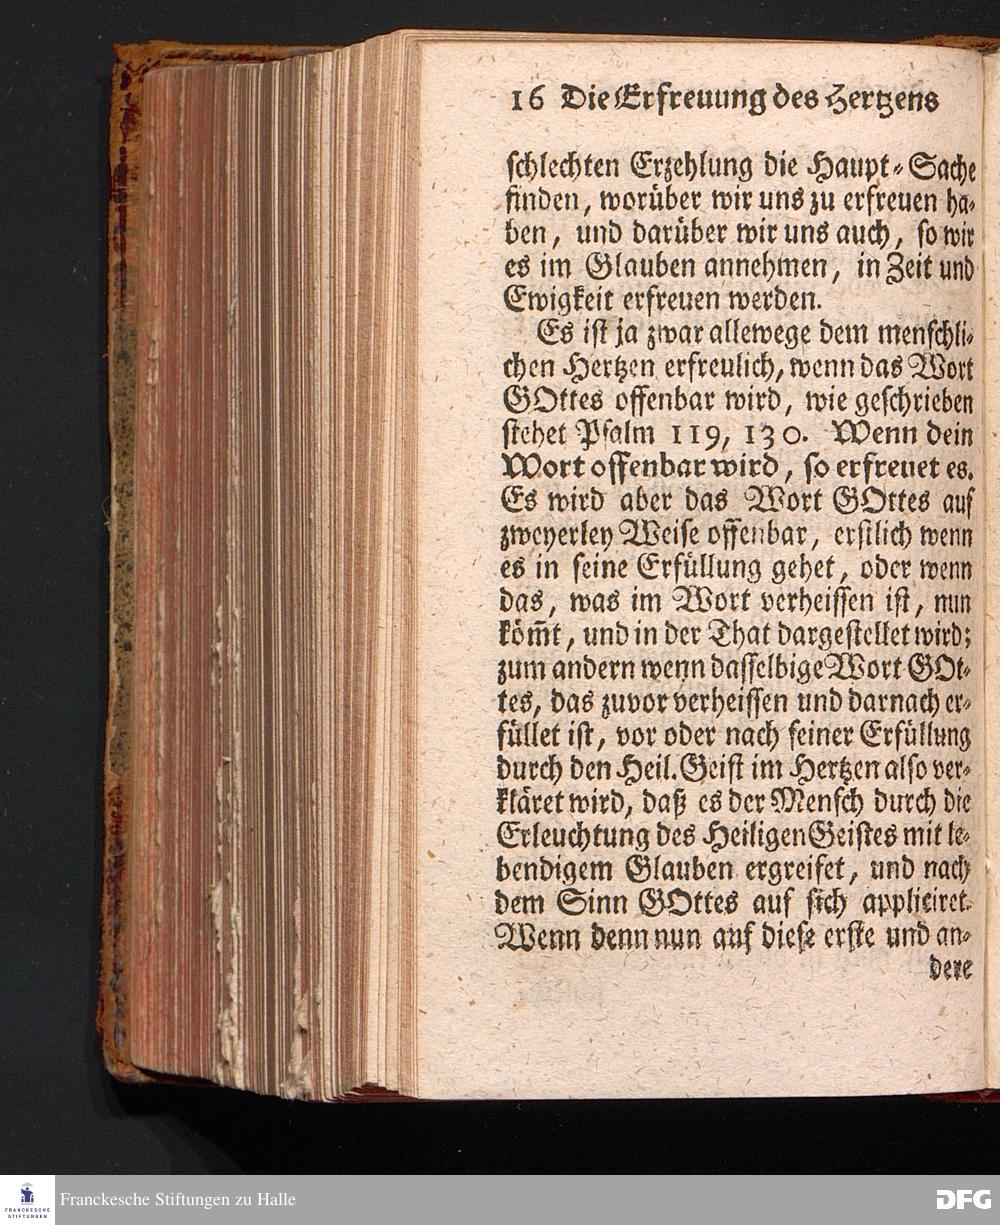 16 Die Erfreuung des Hertzens
schlechten Erzehlung die Haupt-Sache
finden, worüber wir uns zu erfreuen ha-
ben, und darüber wir uns auch, so wir
es im Glauben annehmen, in Zeit und
Ewigkeit erfreuen werden.
Es ist ja zwar allewege dem menschli-
chen Hertzen erfreulich, wenn das Wort
GOttes offenbar wird, wie geschrieben
stehet Psalm 119, 130. Wenn dein
Wort offenbar wird, so erfreuet es.
Es wird aber das Wort GOttes auf
zweyerley Weise offenbar, erstlich wenn
es in seine Erfüllung gehet, oder wenn
das, was im Wort verheissen ist, nun
köm̃t, und in der That dargestellet wird;
zum andern wenn dasselbige Wort GOt-
tes, das zuvor verheissen und darnach er-
füllet ist, vor oder nach seiner Erfüllung
durch den Heil. Geist im Hertzen also ver-
kläret wird, daß es der Mensch durch die
Erleuchtung des Heiligen Geistes mit le-
bendigem Glauben ergreifet, und nach
dem Sinn GOttes auf sich appliciret.
Wenn denn nun auf diese erste und an-
dere
FRANCKESCHE
STIFTUNGEN
Franckesche Stiftungen zu Halle
DFG